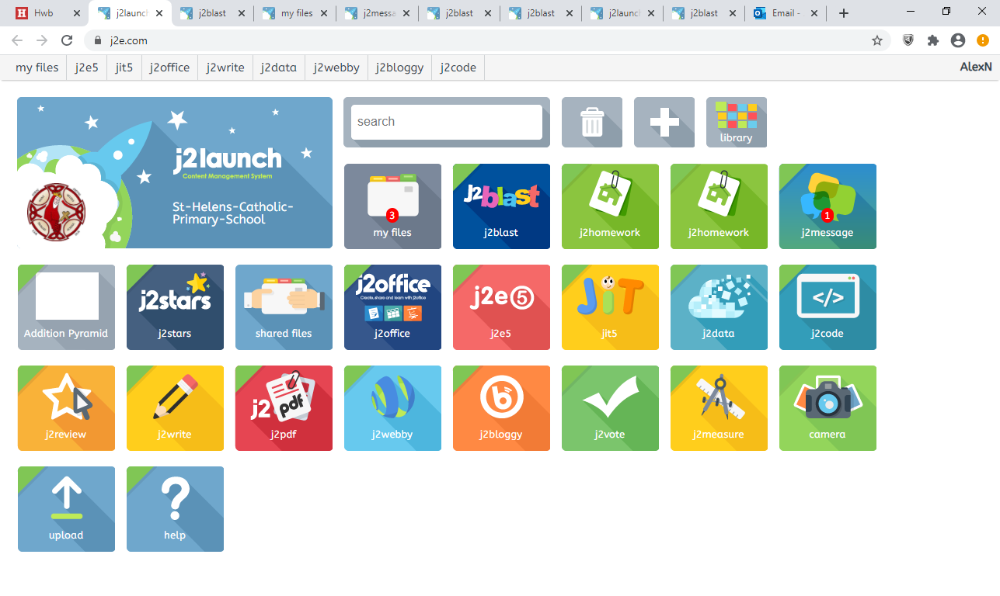 Hwb j2launch j2blast my files j2messa j2blast j2blast j2launch j2blast Email -
j2e.com
my files j2e5 jit5 j2office j2write j2data j2webby j2bloggy j2code AlexN
j2launch
Content Management System
St-Helens-Catholic-
Primary-School
search
library
3
my files
j2blast
j2blast
j2homework
j2homework
1
j2message
Addition Pyramid
j2stars
j2stars
shared files
j2office
Create, share and learn with j2office
j2office
j2e5
j2e5
JiT
jit5
j2data
</>
j2code
j2review
j2write
j2 pdf
j2pdf
j2webby
b
j2bloggy
j2vote
j2measure
camera
upload
?
help